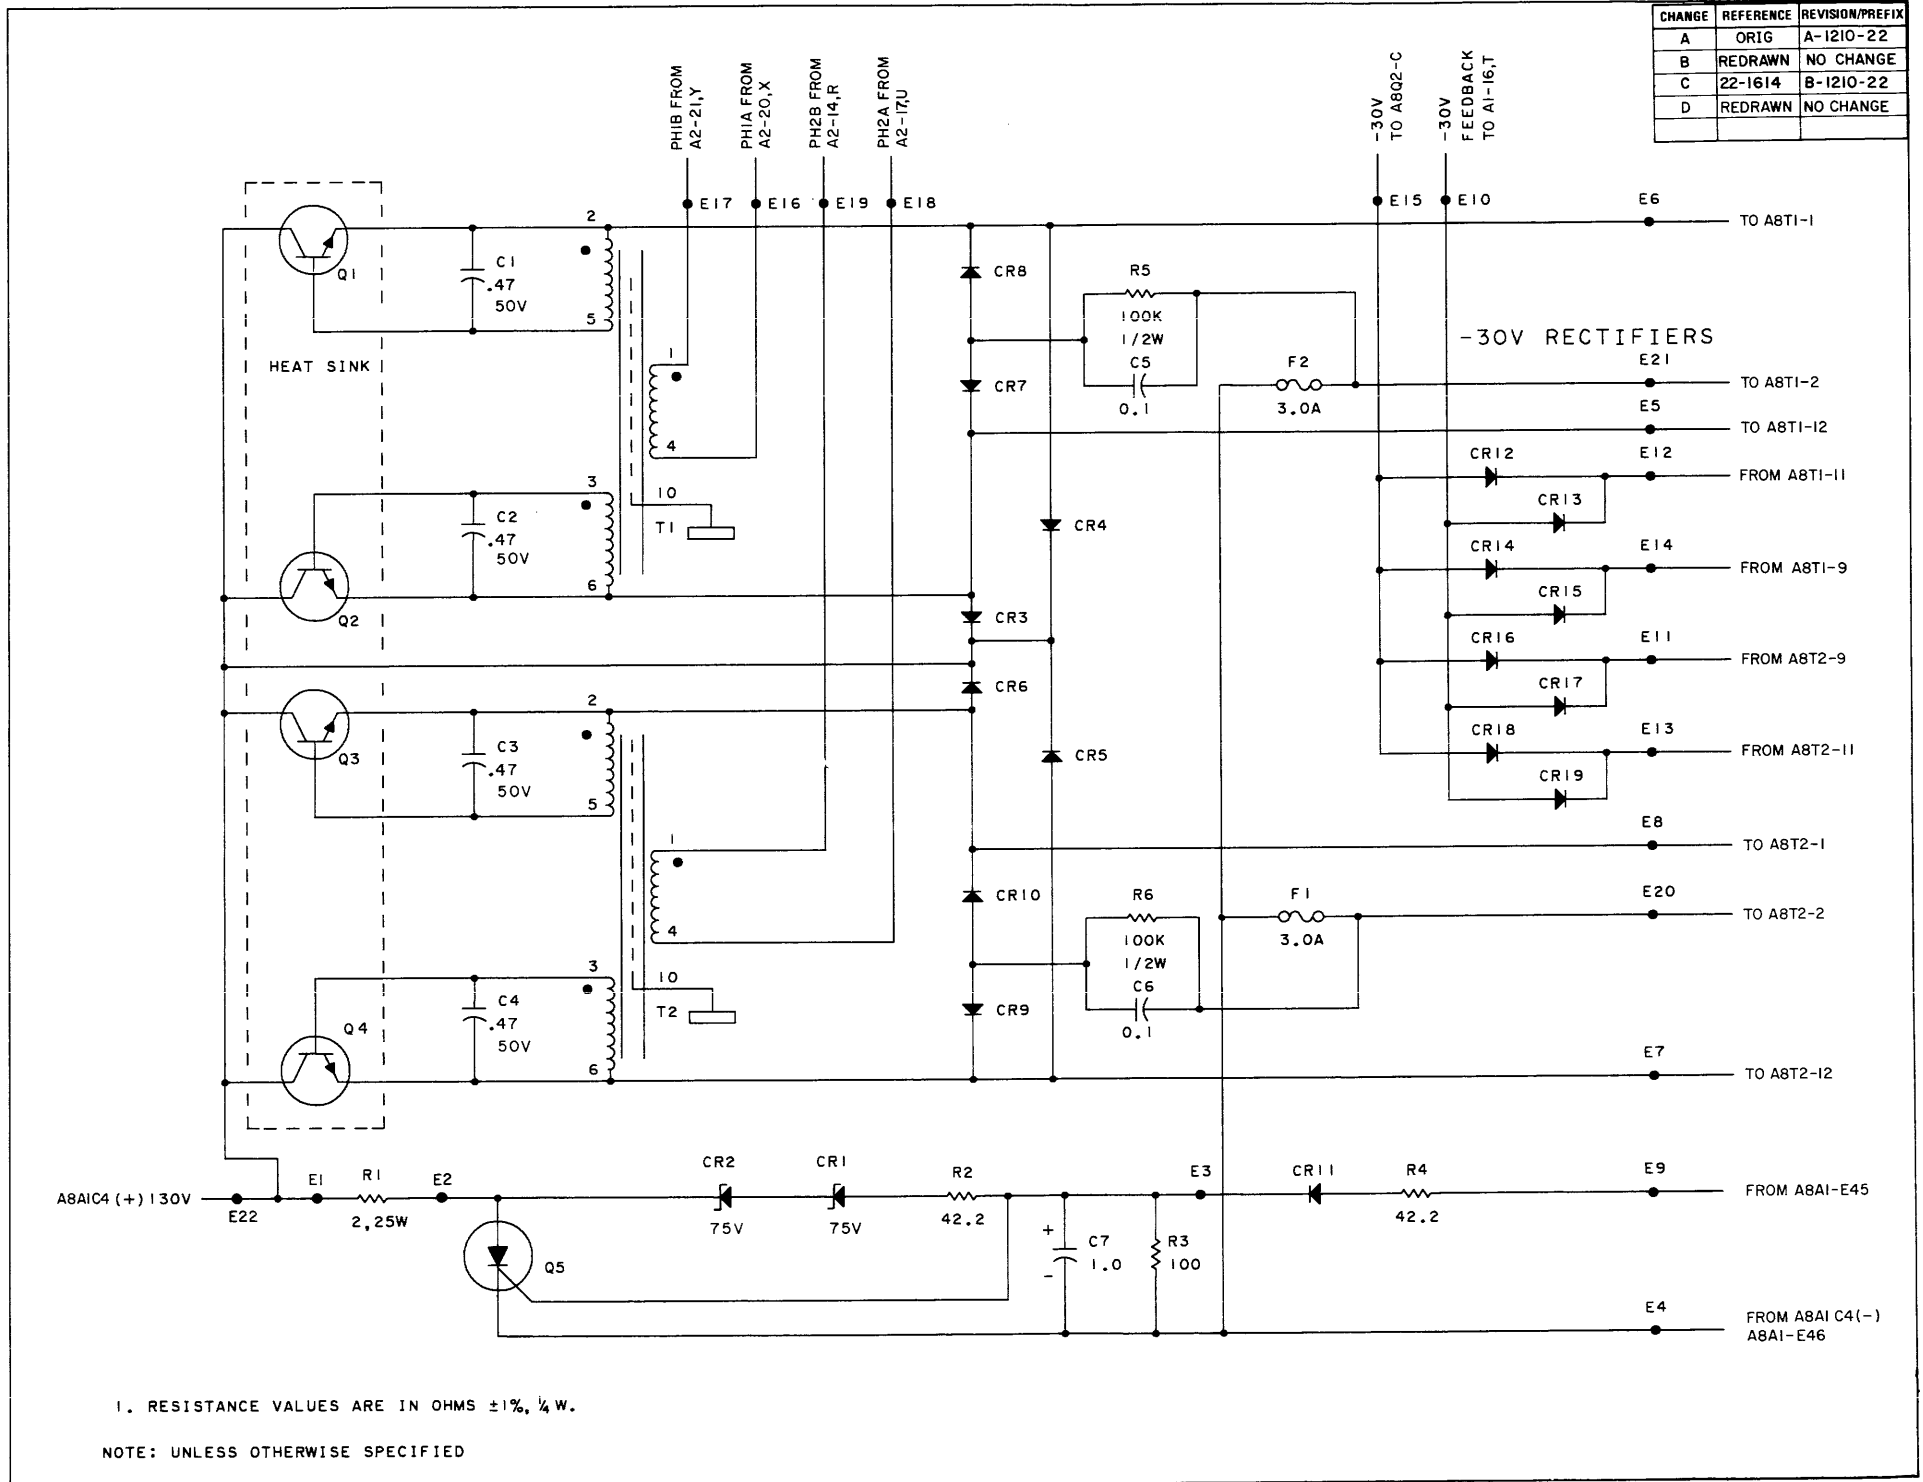 CHANGE REFERENCE REVISION/PREFIX
A ORIG A-1210-22
B REDRAWN NO CHANGE
C 22-1614 B-1210-22
D REDRAWN NO CHANGE
PH1B FROM
A2-21,Y
PH1A FROM
A2-20,X
PH2B FROM
A2-14,R
PH2A FROM
A2-17,U
-30V
TO A8Q2-C
-30V
FEEDBACK
TO A1-16,T
E17
E16
E19
E18
E15
E10
E6
TO A8T1-1
Q1
C1
.47
50V
2
5
HEAT SINK
1
4
CR8
R5
100K
1/2W
C5
0.1
CR7
F2
3.0A
-30V RECTIFIERS
E21
TO A8T1-2
E5
TO A8T1-12
CR12
E12
FROM A8T1-11
CR13
3
10
T1
C2
.47
50V
6
Q2
CR4
CR14
E14
FROM A8T1-9
CR15
CR3
CR16
E11
FROM A8T2-9
CR17
CR6
2
Q3
C3
.47
50V
5
CR5
CR18
E13
FROM A8T2-11
CR19
1
4
E8
TO A8T2-1
CR10
R6
100K
1/2W
C6
0.1
F1
3.0A
E20
TO A8T2-2
3
10
T2
Q4
C4
.47
50V
6
CR9
E7
TO A8T2-12
A8A1C4 (+) 130V
E22
E1
R1
2,25W
E2
CR2
75V
CR1
75V
R2
42.2
E3
CR11
R4
42.2
E9
FROM A8A1-E45
Q5
+
-
C7
1.0
R3
100
E4
FROM A8A1 C4(-)
A8A1-E46
1. RESISTANCE VALUES ARE IN OHMS ±1%, ¼ W.
NOTE: UNLESS OTHERWISE SPECIFIED